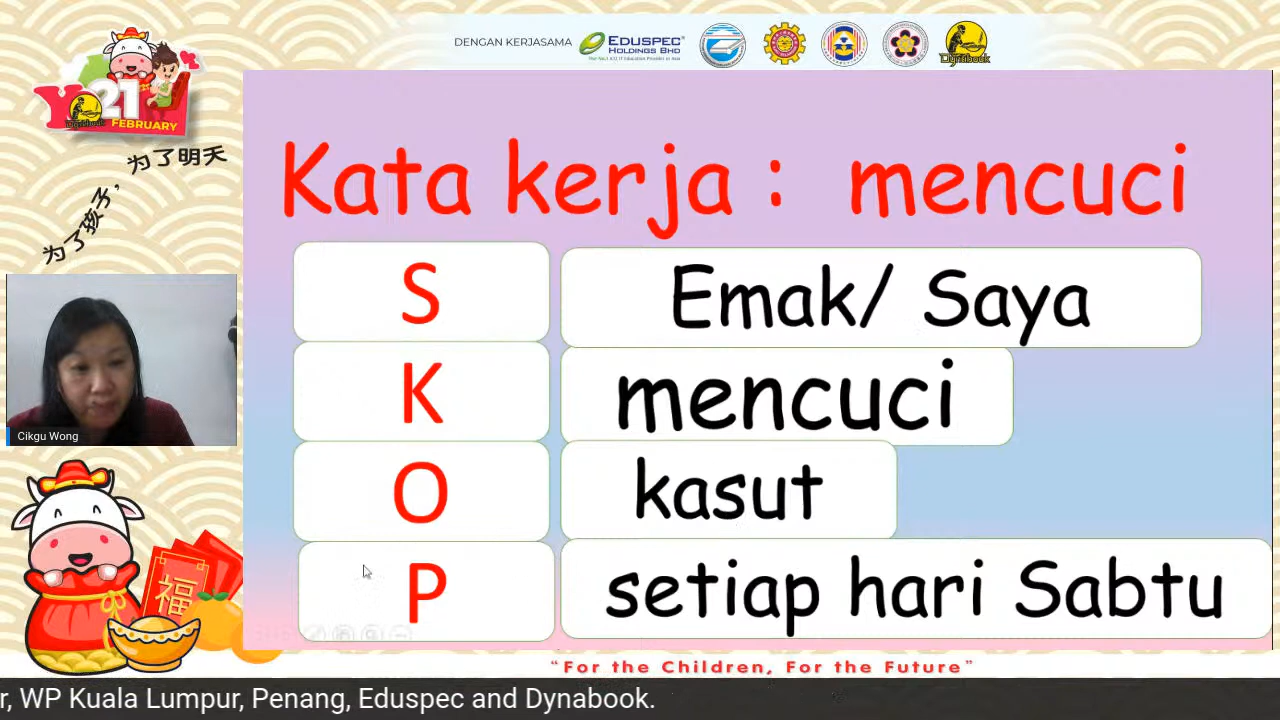 DENGAN KERJASAMA
EDUSPEC
HOLDINGS BHD
Dynabook
Y 21
Dynabook
FEBRUARY
为了孩子，为了明天
Kata kerja : mencuci
S
Emak/ Saya
K
mencuci
O
kasut
P
setiap hari Sabtu
Cikgu Wong
福
"For the Children, For the Future"
r, WP Kuala Lumpur, Penang, Eduspec and Dynabook.